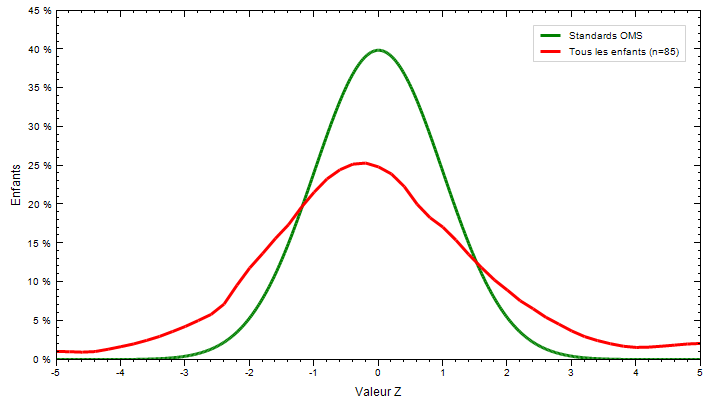 45 %
40 %
35 %
30 %
25 %
20 %
15 %
10 %
5 %
0 %
Enfants
-5 -4 -3 -2 -1 0 1 2 3 4 5
Valeur Z
Standards OMS
Tous les enfants (n=85)